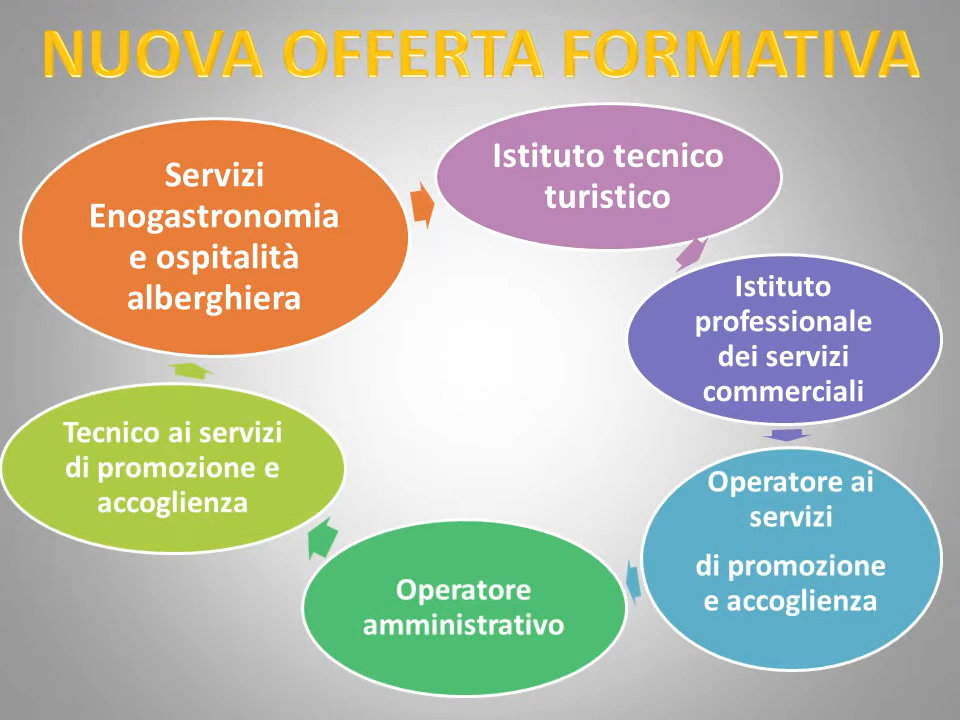 NUOVA OFFERTA FORMATIVA
Servizi
Enogastronomia
e ospitalità
alberghiera
Istituto tecnico
turistico
Istituto
professionale
dei servizi
commerciali
Operatore ai
servizi
di promozione
e accoglienza
Operatore
amministrativo
Tecnico ai servizi
di promozione e
accoglienza